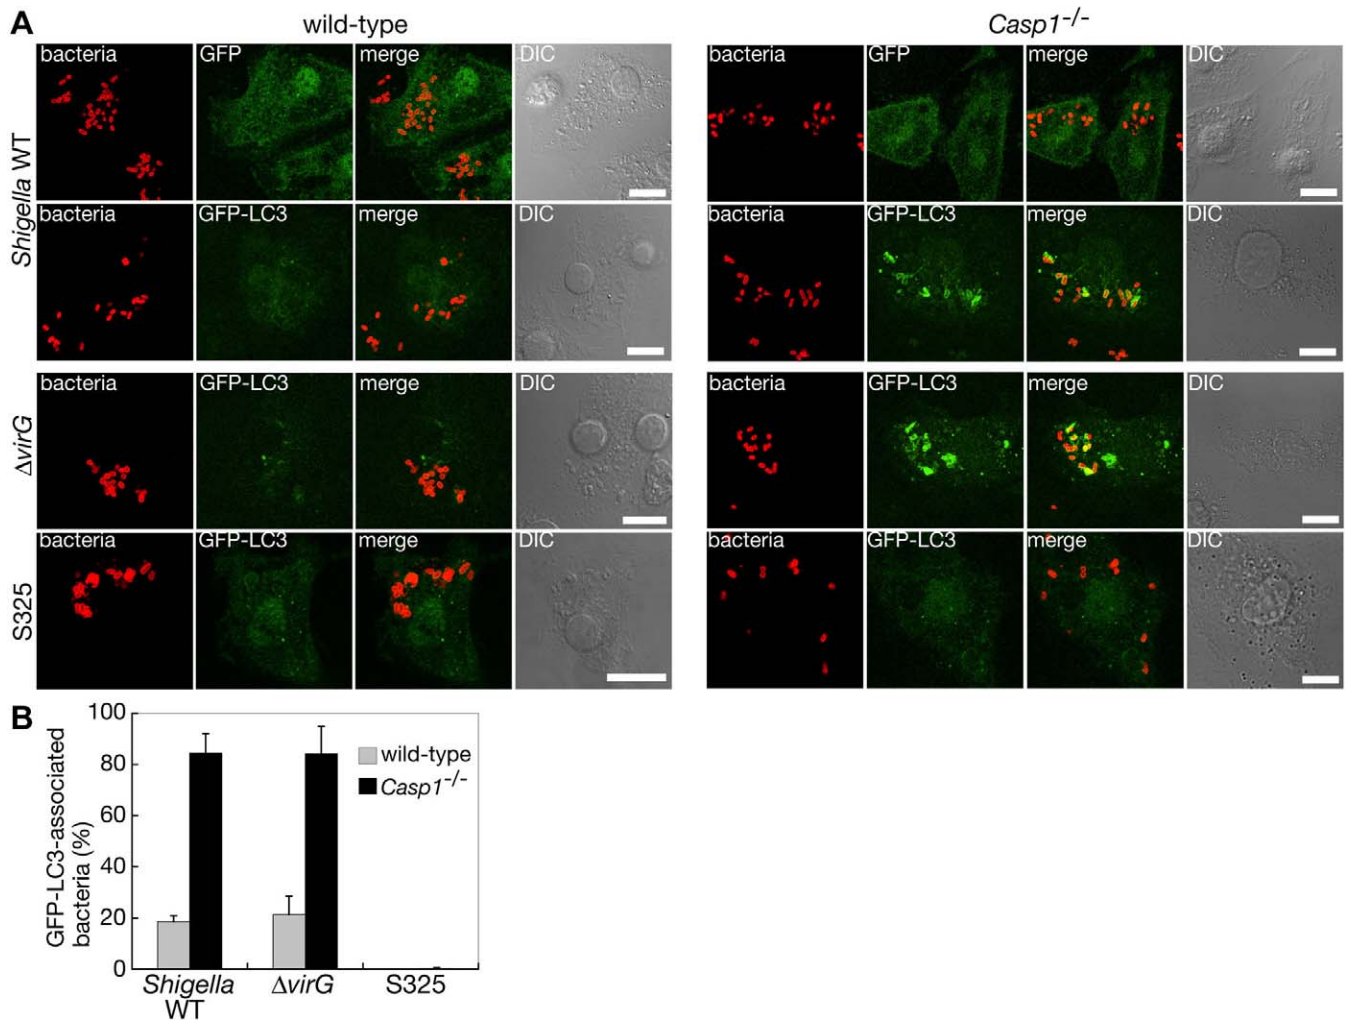 A
wild-type
Casp1-/-
Shigella WT
bacteria GFP merge DIC
bacteria GFP merge DIC
bacteria GFP-LC3 merge DIC
bacteria GFP-LC3 merge DIC
ΔvirG
bacteria GFP-LC3 merge DIC
bacteria GFP-LC3 merge DIC
S325
bacteria GFP-LC3 merge DIC
bacteria GFP-LC3 merge DIC
B
GFP-LC3-associated
bacteria (%)
100
80
60
40
20
0
wild-type
Casp1-/-
Shigella
WT
ΔvirG
S325